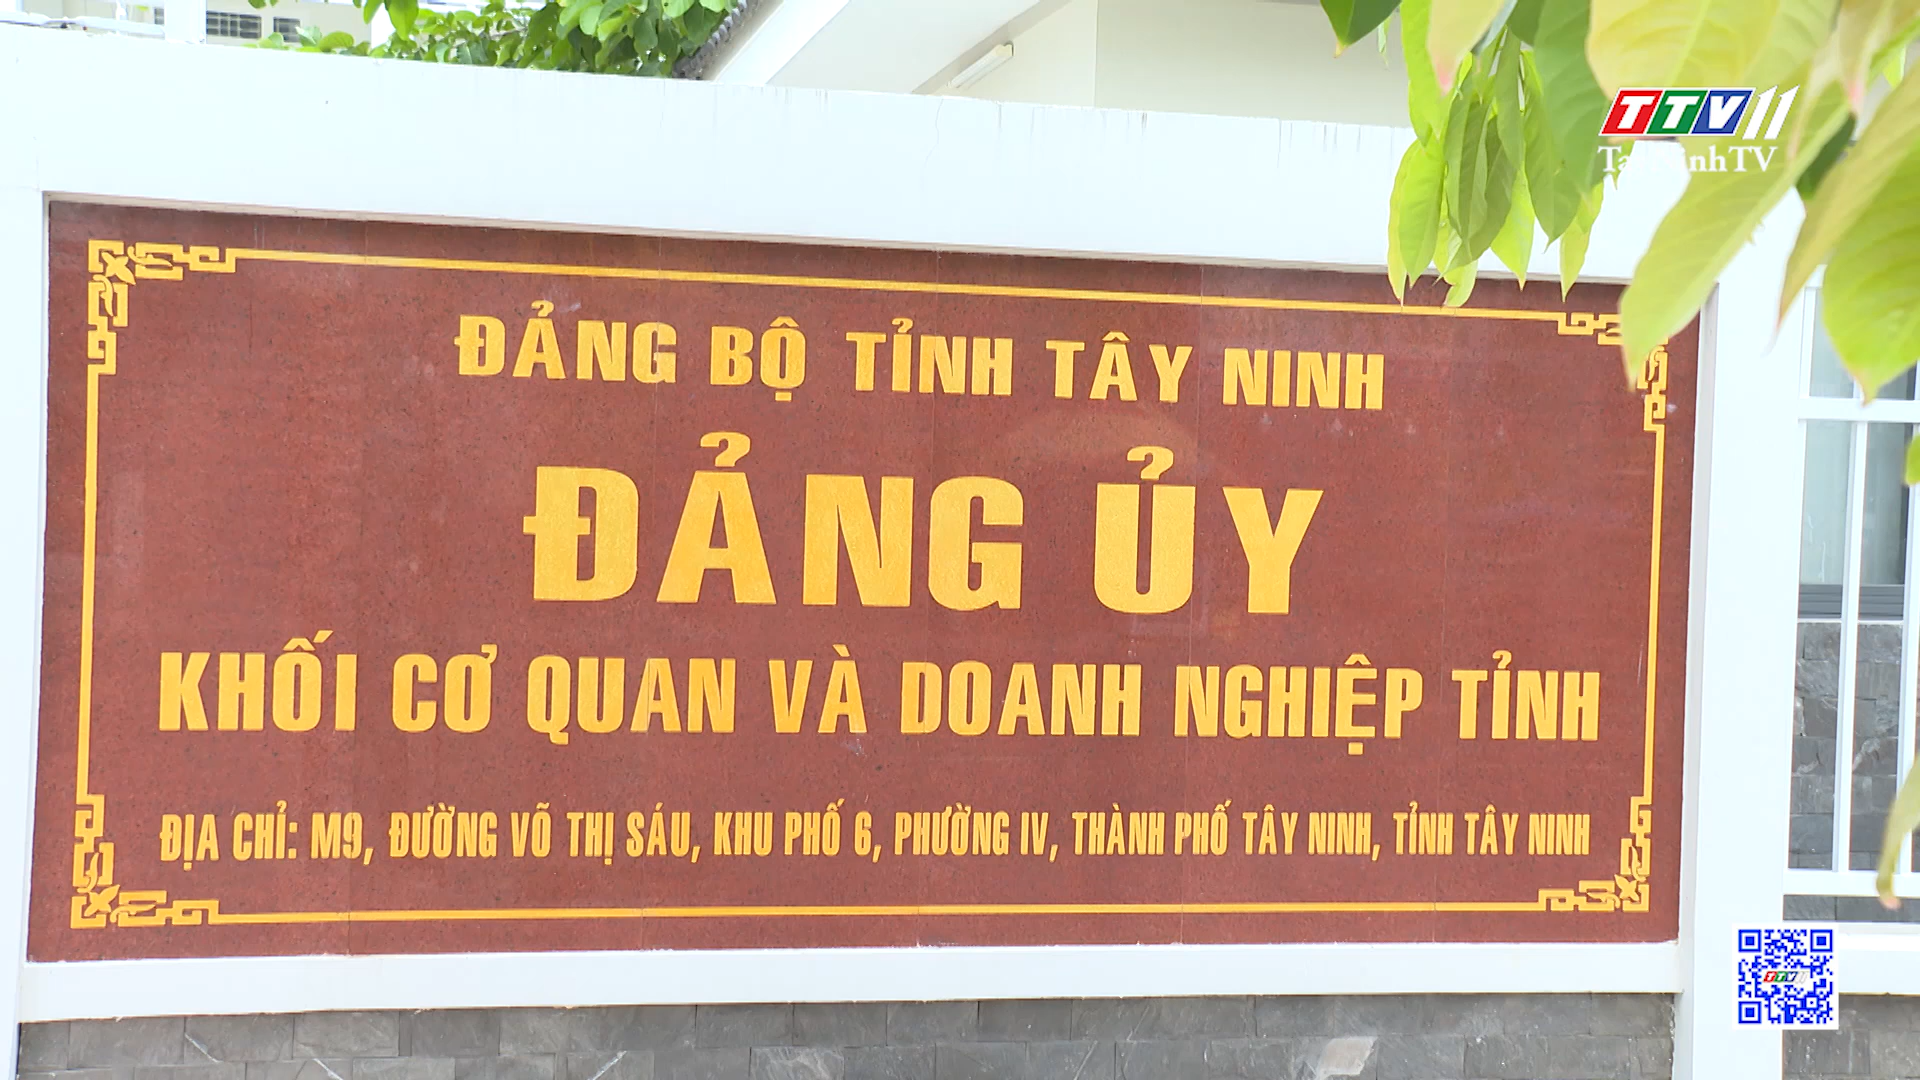 TTV11
TâyNinhTV
ĐẢNG BỘ TỈNH TÂY NINH
ĐẢNG ỦY
KHỐI CƠ QUAN VÀ DOANH NGHIỆP TỈNH
ĐỊA CHỈ: M9, ĐƯỜNG VÕ THỊ SÁU, KHU PHỐ 6, PHƯỜNG IV, THÀNH PHỐ TÂY NINH, TỈNH TÂY NINH
TTV11